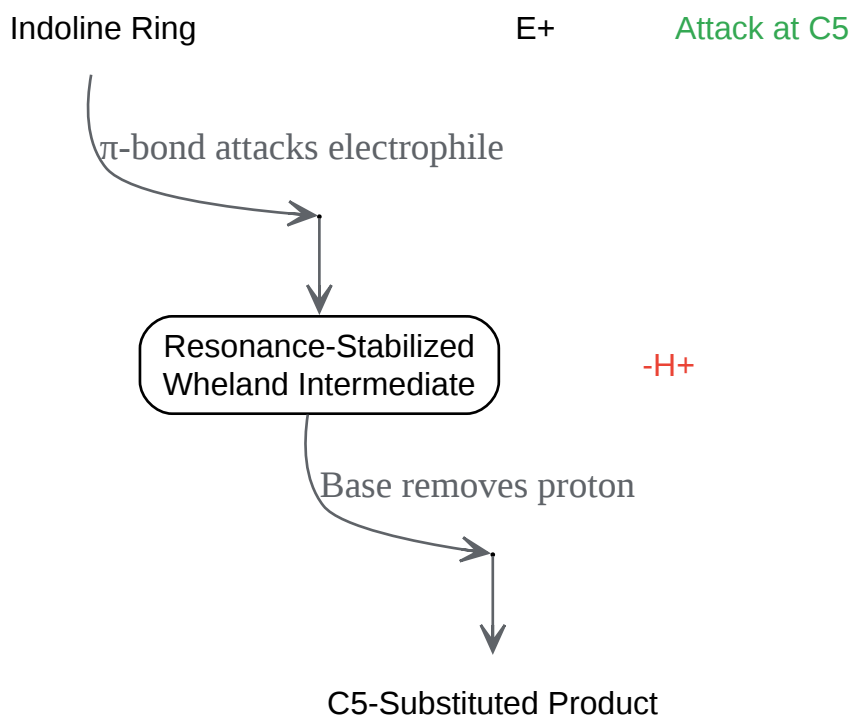 Indoline Ring
E+
Attack at C5
π-bond attacks electrophile
Resonance-Stabilized
Wheland Intermediate
-H+
Base removes proton
C5-Substituted Product